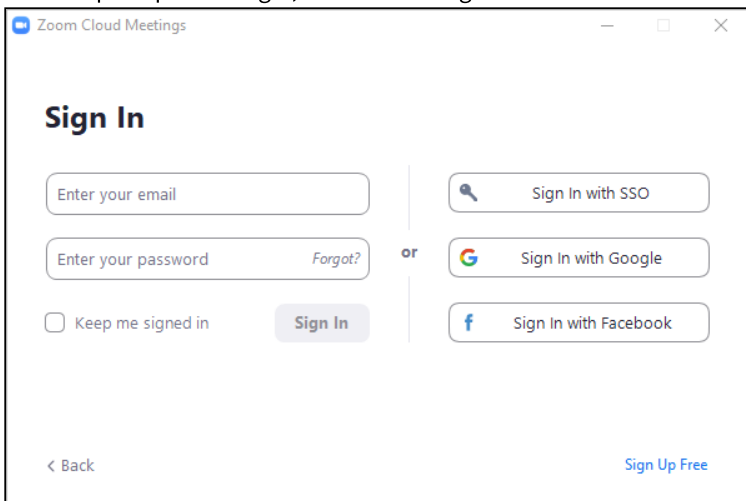 Zoom Cloud Meetings
Sign In
Enter your email
Enter your password Forgot?
Keep me signed in Sign In
or
Sign In with SSO
Sign In with Google
Sign In with Facebook
< Back
Sign Up Free